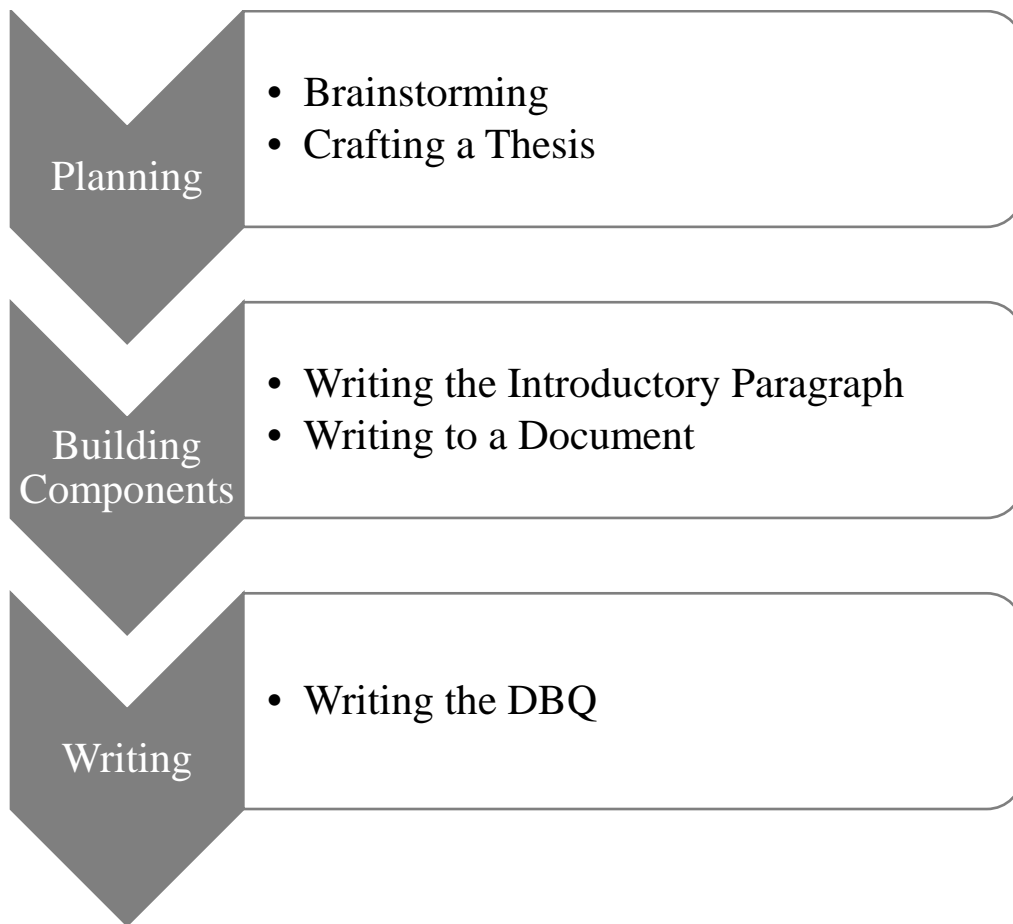 Planning
• Brainstorming
• Crafting a Thesis
Building
Components
• Writing the Introductory Paragraph
• Writing to a Document
Writing
• Writing the DBQ